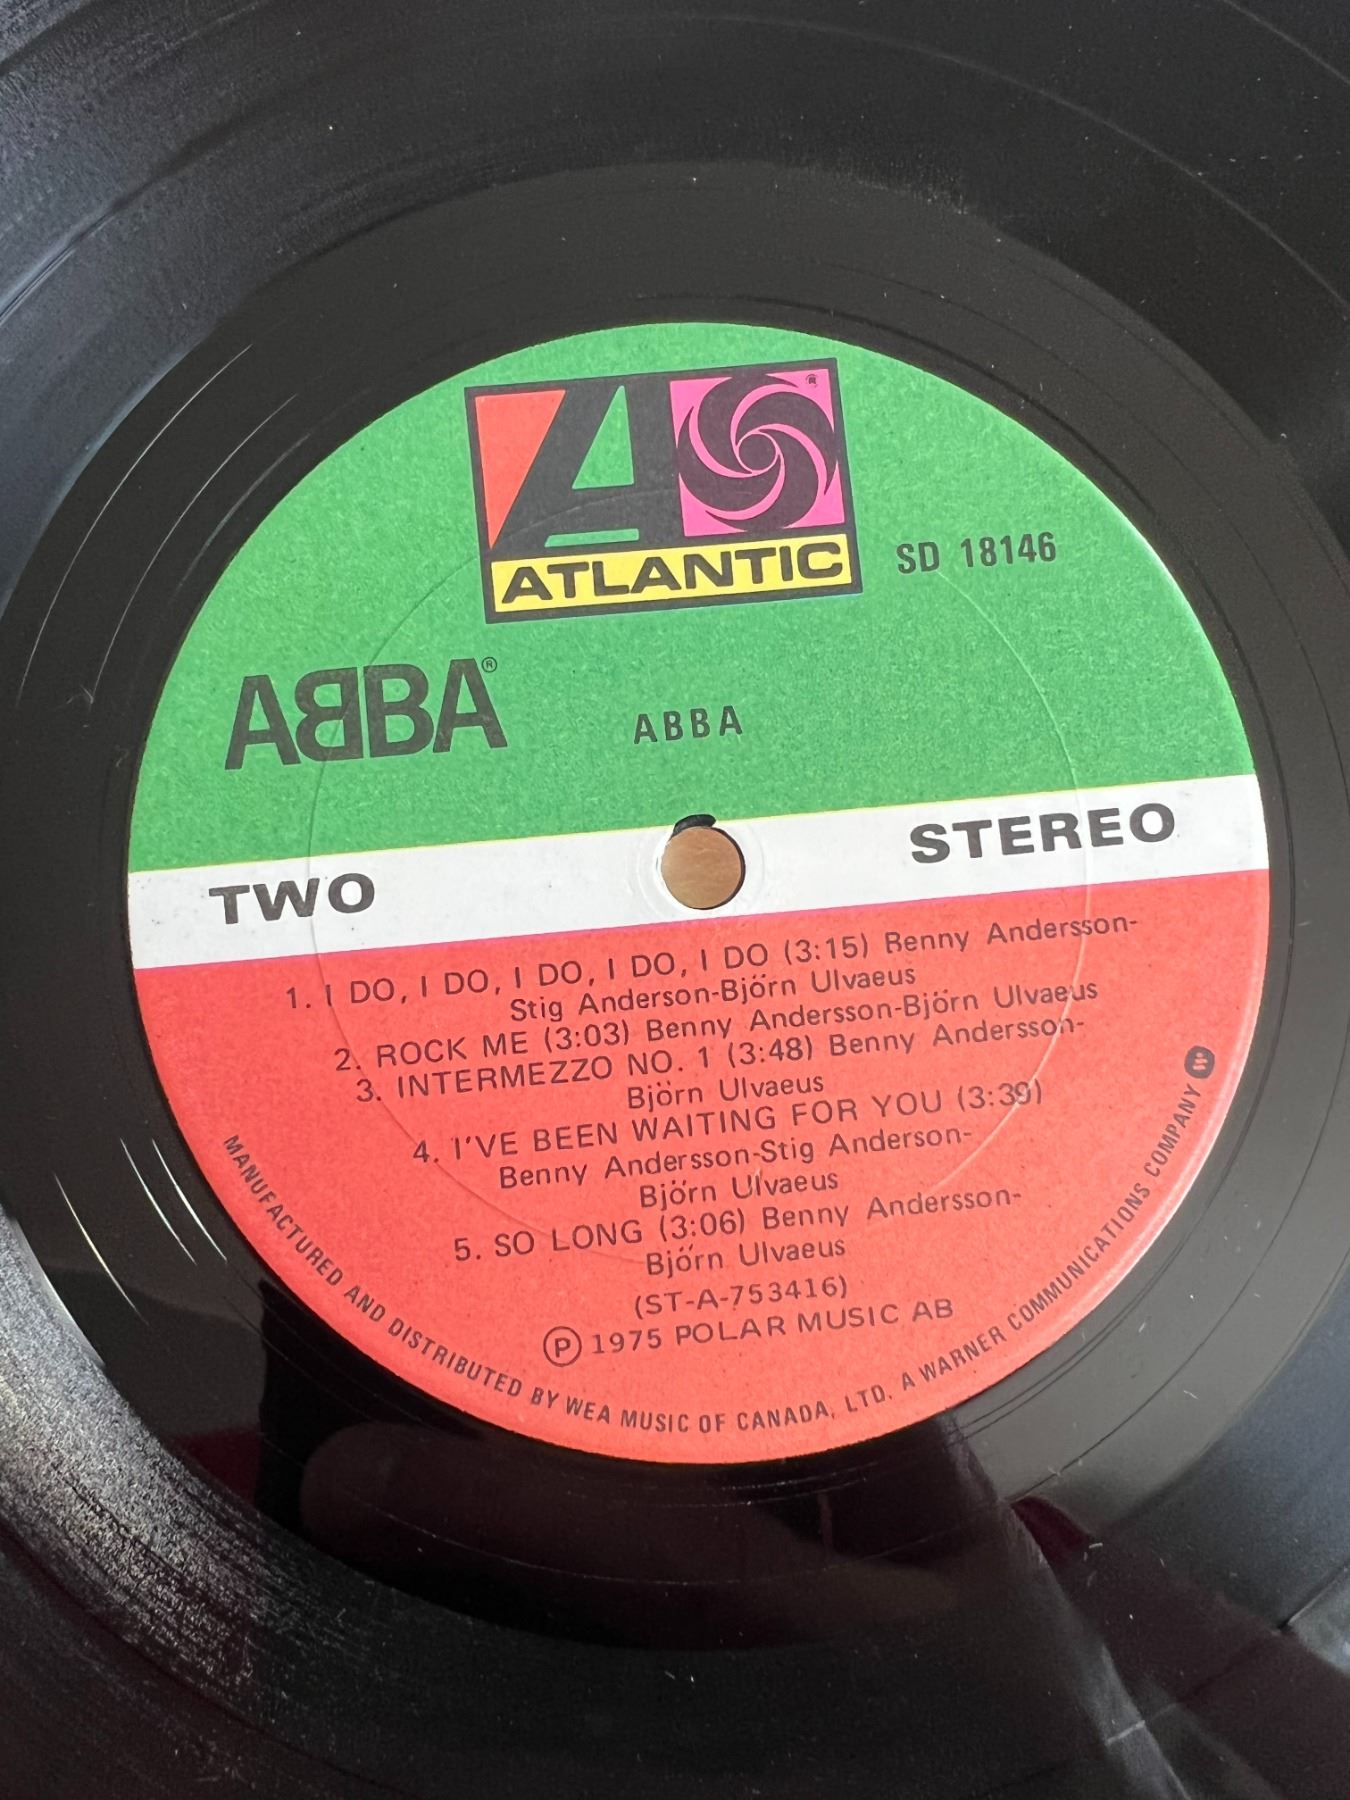 ATLANTIC
SD 18146
ABBA®
ABBA
TWO
STEREO
1. I DO, I DO, I DO, I DO, I DO (3:15) Benny Andersson-
Stig Anderson-Björn Ulvaeus
2. ROCK ME (3:03) Benny Andersson-Björn Ulvaeus
3. INTERMEZZO NO. 1 (3:48) Benny Andersson-
Björn Ulvaeus
4. I'VE BEEN WAITING FOR YOU (3:39)
Benny Andersson-Stig Anderson-
Björn Ulvaeus
5. SO LONG (3:06) Benny Andersson-
Björn Ulvaeus
(ST-A-753416)
Ⓟ 1975 POLAR MUSIC AB
MANUFACTURED AND DISTRIBUTED BY WEA MUSIC OF CANADA, LTD. A WARNER COMMUNICATIONS COMPANY